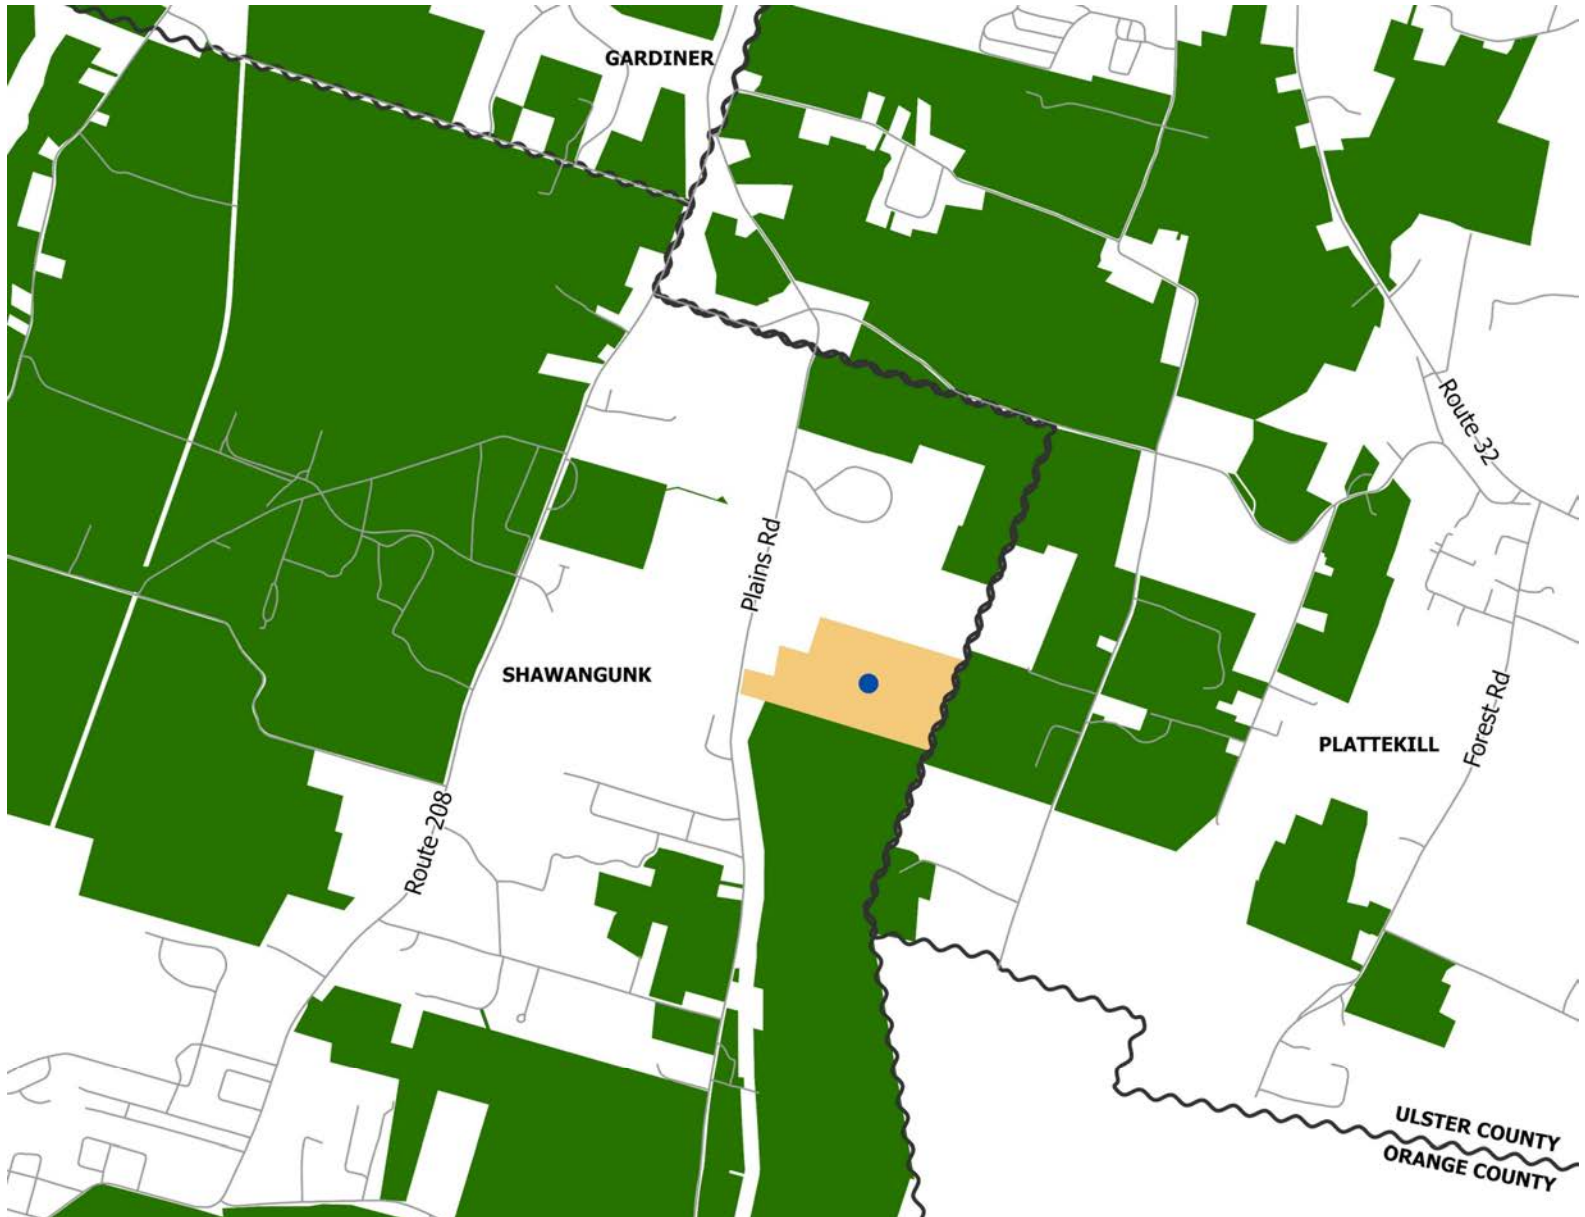 GARDINER
Route-32
Plains-Rd
SHAWANGUNK
Forest-Rd
PLATTEKILL
Route-208
ULSTER COUNTY
ORANGE COUNTY